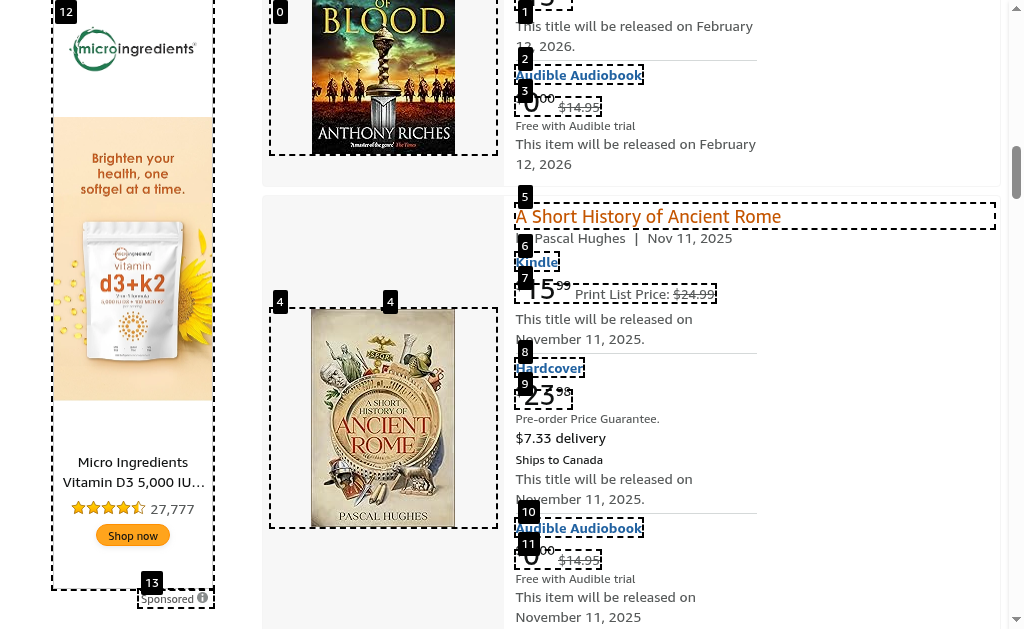 12
microingredients
Brighten your
health, one
softgel at a time.
microingredients
vitamin
d3+k2
Micro Ingredients
Vitamin D3 5,000 IU...
27,777
Shop now
13
Sponsored
0
OF
BLOOD
ANTHONY RICHES
'A master of the genre' The Times
1
This title will be released on February
12, 2026.
2
Audible Audiobook
3
0 00 $14.95
Free with Audible trial
This item will be released on February
12, 2026
4
4
SPQR
A SHORT
HISTORY OF
ANCIENT
ROME
PASCAL HUGHES
5
A Short History of Ancient Rome
6
by Pascal Hughes | Nov 11, 2025
Kindle
7
15 99 Print List Price: $24.99
This title will be released on
November 11, 2025.
8
Hardcover
9
23 98
Pre-order Price Guarantee.
$7.33 delivery
Ships to Canada
This title will be released on
November 11, 2025.
10
Audible Audiobook
11
0 00 $14.95
Free with Audible trial
This item will be released on
November 11, 2025